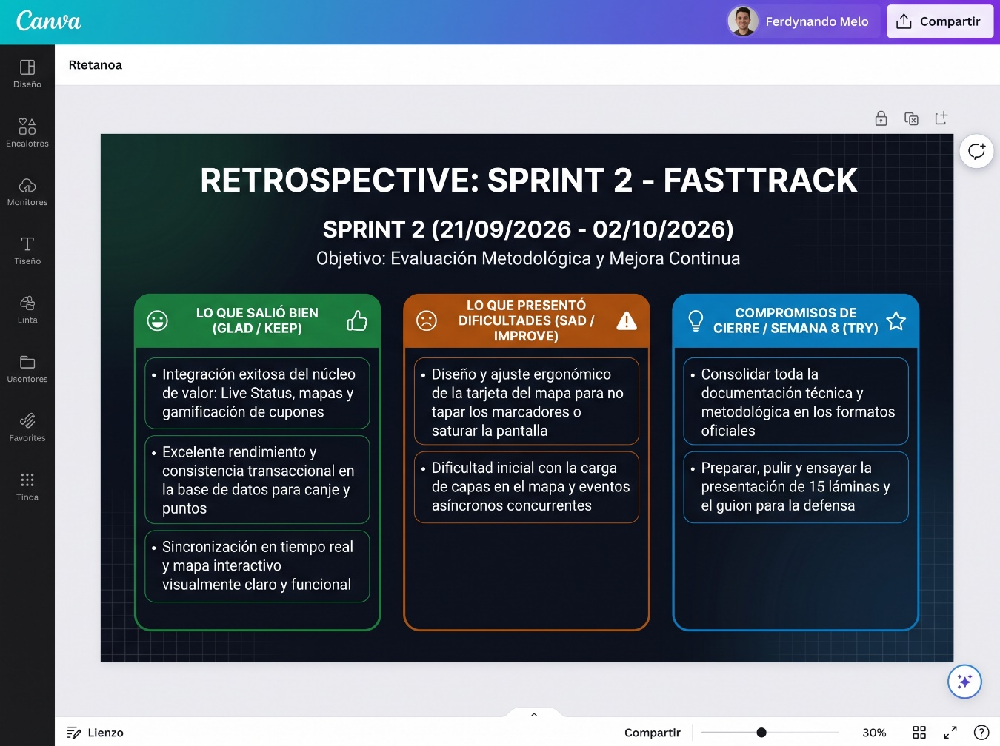 Canva
Ferdynando Melo
Compartir
Rtetanoa
Diseño
Encalotres
Monitores
Tiseño
Linta
Usonfores
Favorites
Tinda
RETROSPECTIVE: SPRINT 2 - FASTTRACK
SPRINT 2 (21/09/2026 - 02/10/2026)
Objetivo: Evaluación Metodológica y Mejora Continua
LO QUE SALIÓ BIEN
(GLAD / KEEP)
• Integración exitosa del núcleo
de valor: Live Status, mapas y
gamificación de cupones
• Excelente rendimiento y
consistencia transaccional en
la base de datos para canje y
puntos
• Sincronización en tiempo real
y mapa interactivo
visualmente claro y funcional
LO QUE PRESENTÓ
DIFICULTADES (SAD /
IMPROVE)
• Diseño y ajuste ergonómico
de la tarjeta del mapa para no
tapar los marcadores o
saturar la pantalla
• Dificultad inicial con la carga
de capas en el mapa y eventos
asíncronos concurrentes
COMPROMISOS DE
CIERRE / SEMANA 8 (TRY)
• Consolidar toda la
documentación técnica y
metodológica en los formatos
oficiales
• Preparar, pulir y ensayar la
presentación de 15 láminas y
el guion para la defensa
Lienzo
Compartir
30%